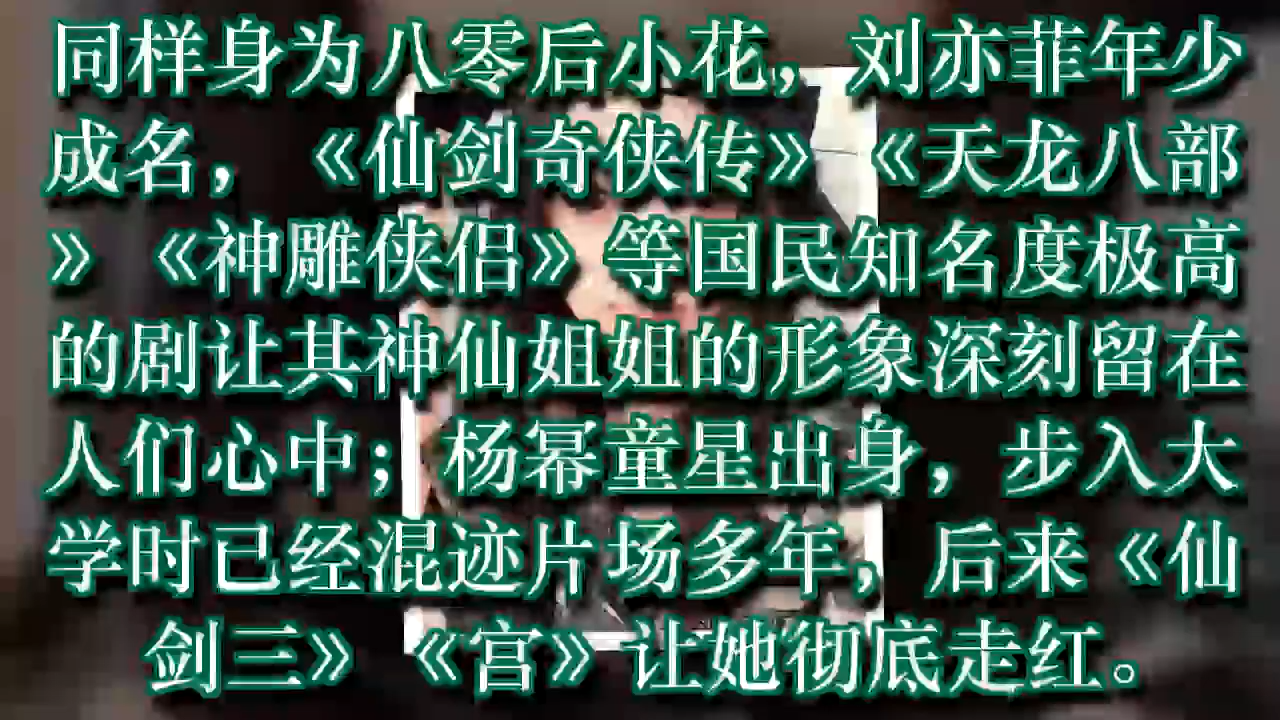 同样身为八零后小花，刘亦菲年少
成名，《仙剑奇侠传》《天龙八部
》《神雕侠侣》等国民知名度极高
的剧让其神仙姐姐的形象深刻留在
人们心中；杨幂童星出身，步入大
学时已经混迹片场多年，后来《仙
剑三》《宫》让她彻底走红。